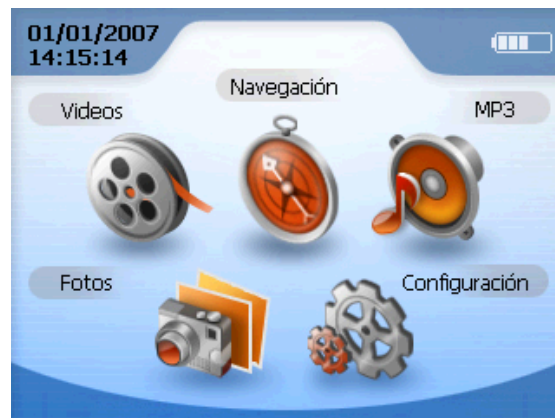 01/01/2007
14:15:14
Navegación
Videos
MP3
Fotos
Configuración